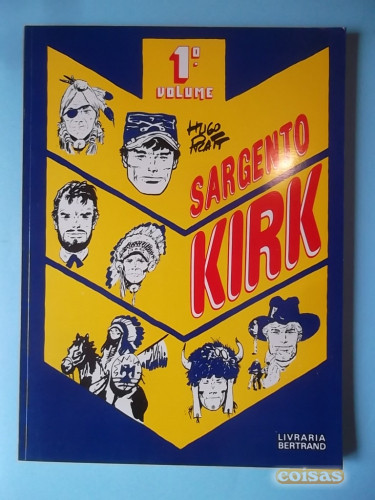 1º
VOLUME
HUGO
PRATT
SARGENTO
KIRK
LIVRARIA
BERTRAND
coisas